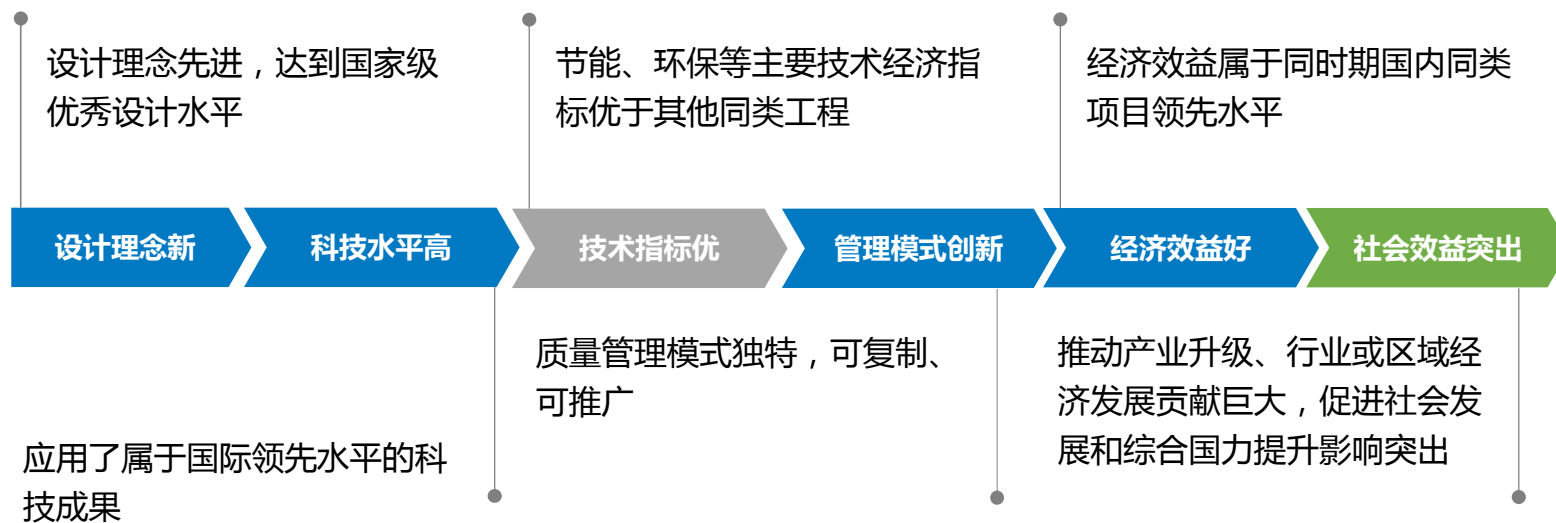 设计理念先进，达到国家级
优秀设计水平
节能、环保等主要技术经济指
标优于其他同类工程
经济效益属于同时期国内同类
项目领先水平
设计理念新
科技水平高
技术指标优
管理模式创新
经济效益好
社会效益突出
应用了属于国际领先水平的科
技成果
质量管理模式独特，可复制、
可推广
推动产业升级、行业或区域经
济发展贡献巨大，促进社会发
展和综合国力提升影响突出